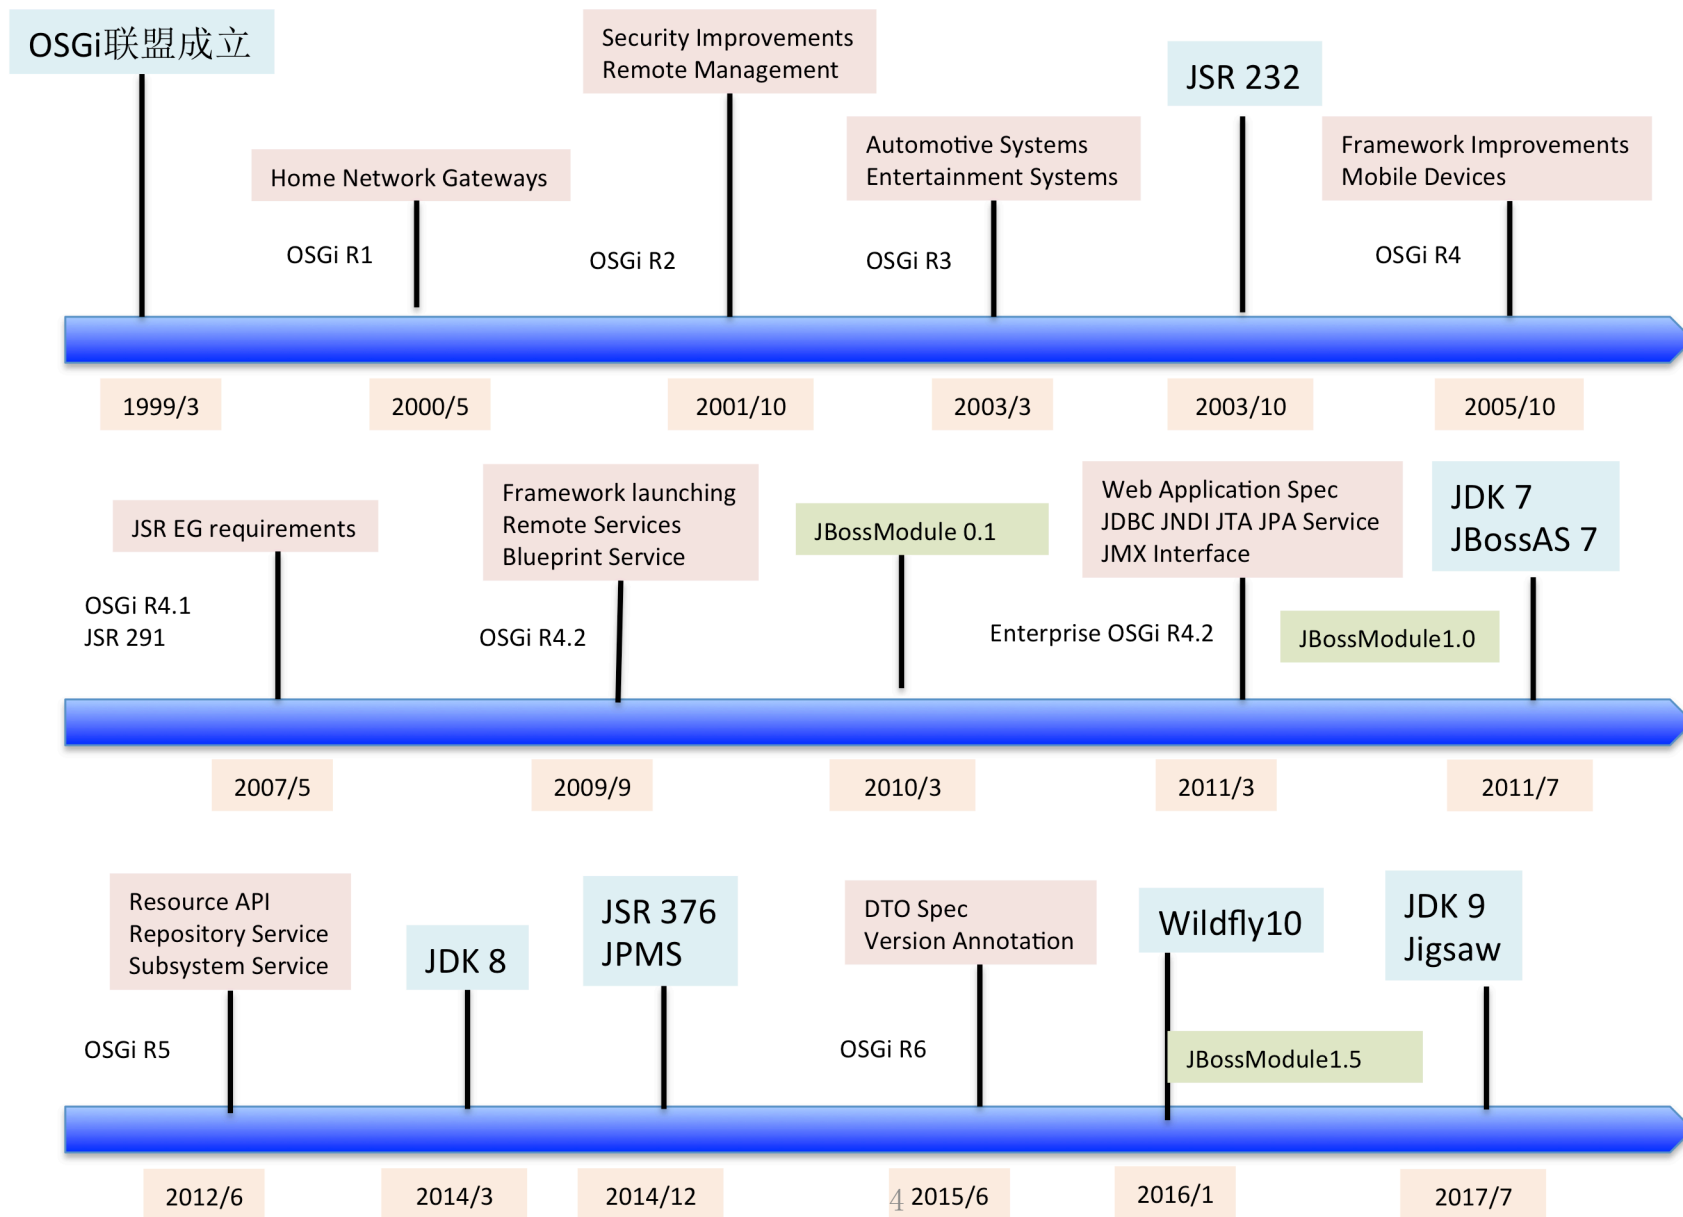 OSGi联盟成立
Security Improvements
Remote Management
JSR 232
Automotive Systems
Entertainment Systems
Framework Improvements
Mobile Devices
Home Network Gateways
OSGi R1
OSGi R2
OSGi R3
OSGi R4
1999/3
2000/5
2001/10
2003/3
2003/10
2005/10
JSR EG requirements
Framework launching
Remote Services
Blueprint Service
JBossModule 0.1
Web Application Spec
JDBC JNDI JTA JPA Service
JMX Interface
JDK 7
JBossAS 7
OSGi R4.1
JSR 291
OSGi R4.2
Enterprise OSGi R4.2
JBossModule1.0
2007/5
2009/9
2010/3
2011/3
2011/7
Resource API
Repository Service
Subsystem Service
JDK 8
JSR 376
JPMS
DTO Spec
Version Annotation
Wildfly10
JDK 9
Jigsaw
OSGi R5
OSGi R6
JBossModule1.5
2012/6
2014/3
2014/12
4
2015/6
2016/1
2017/7